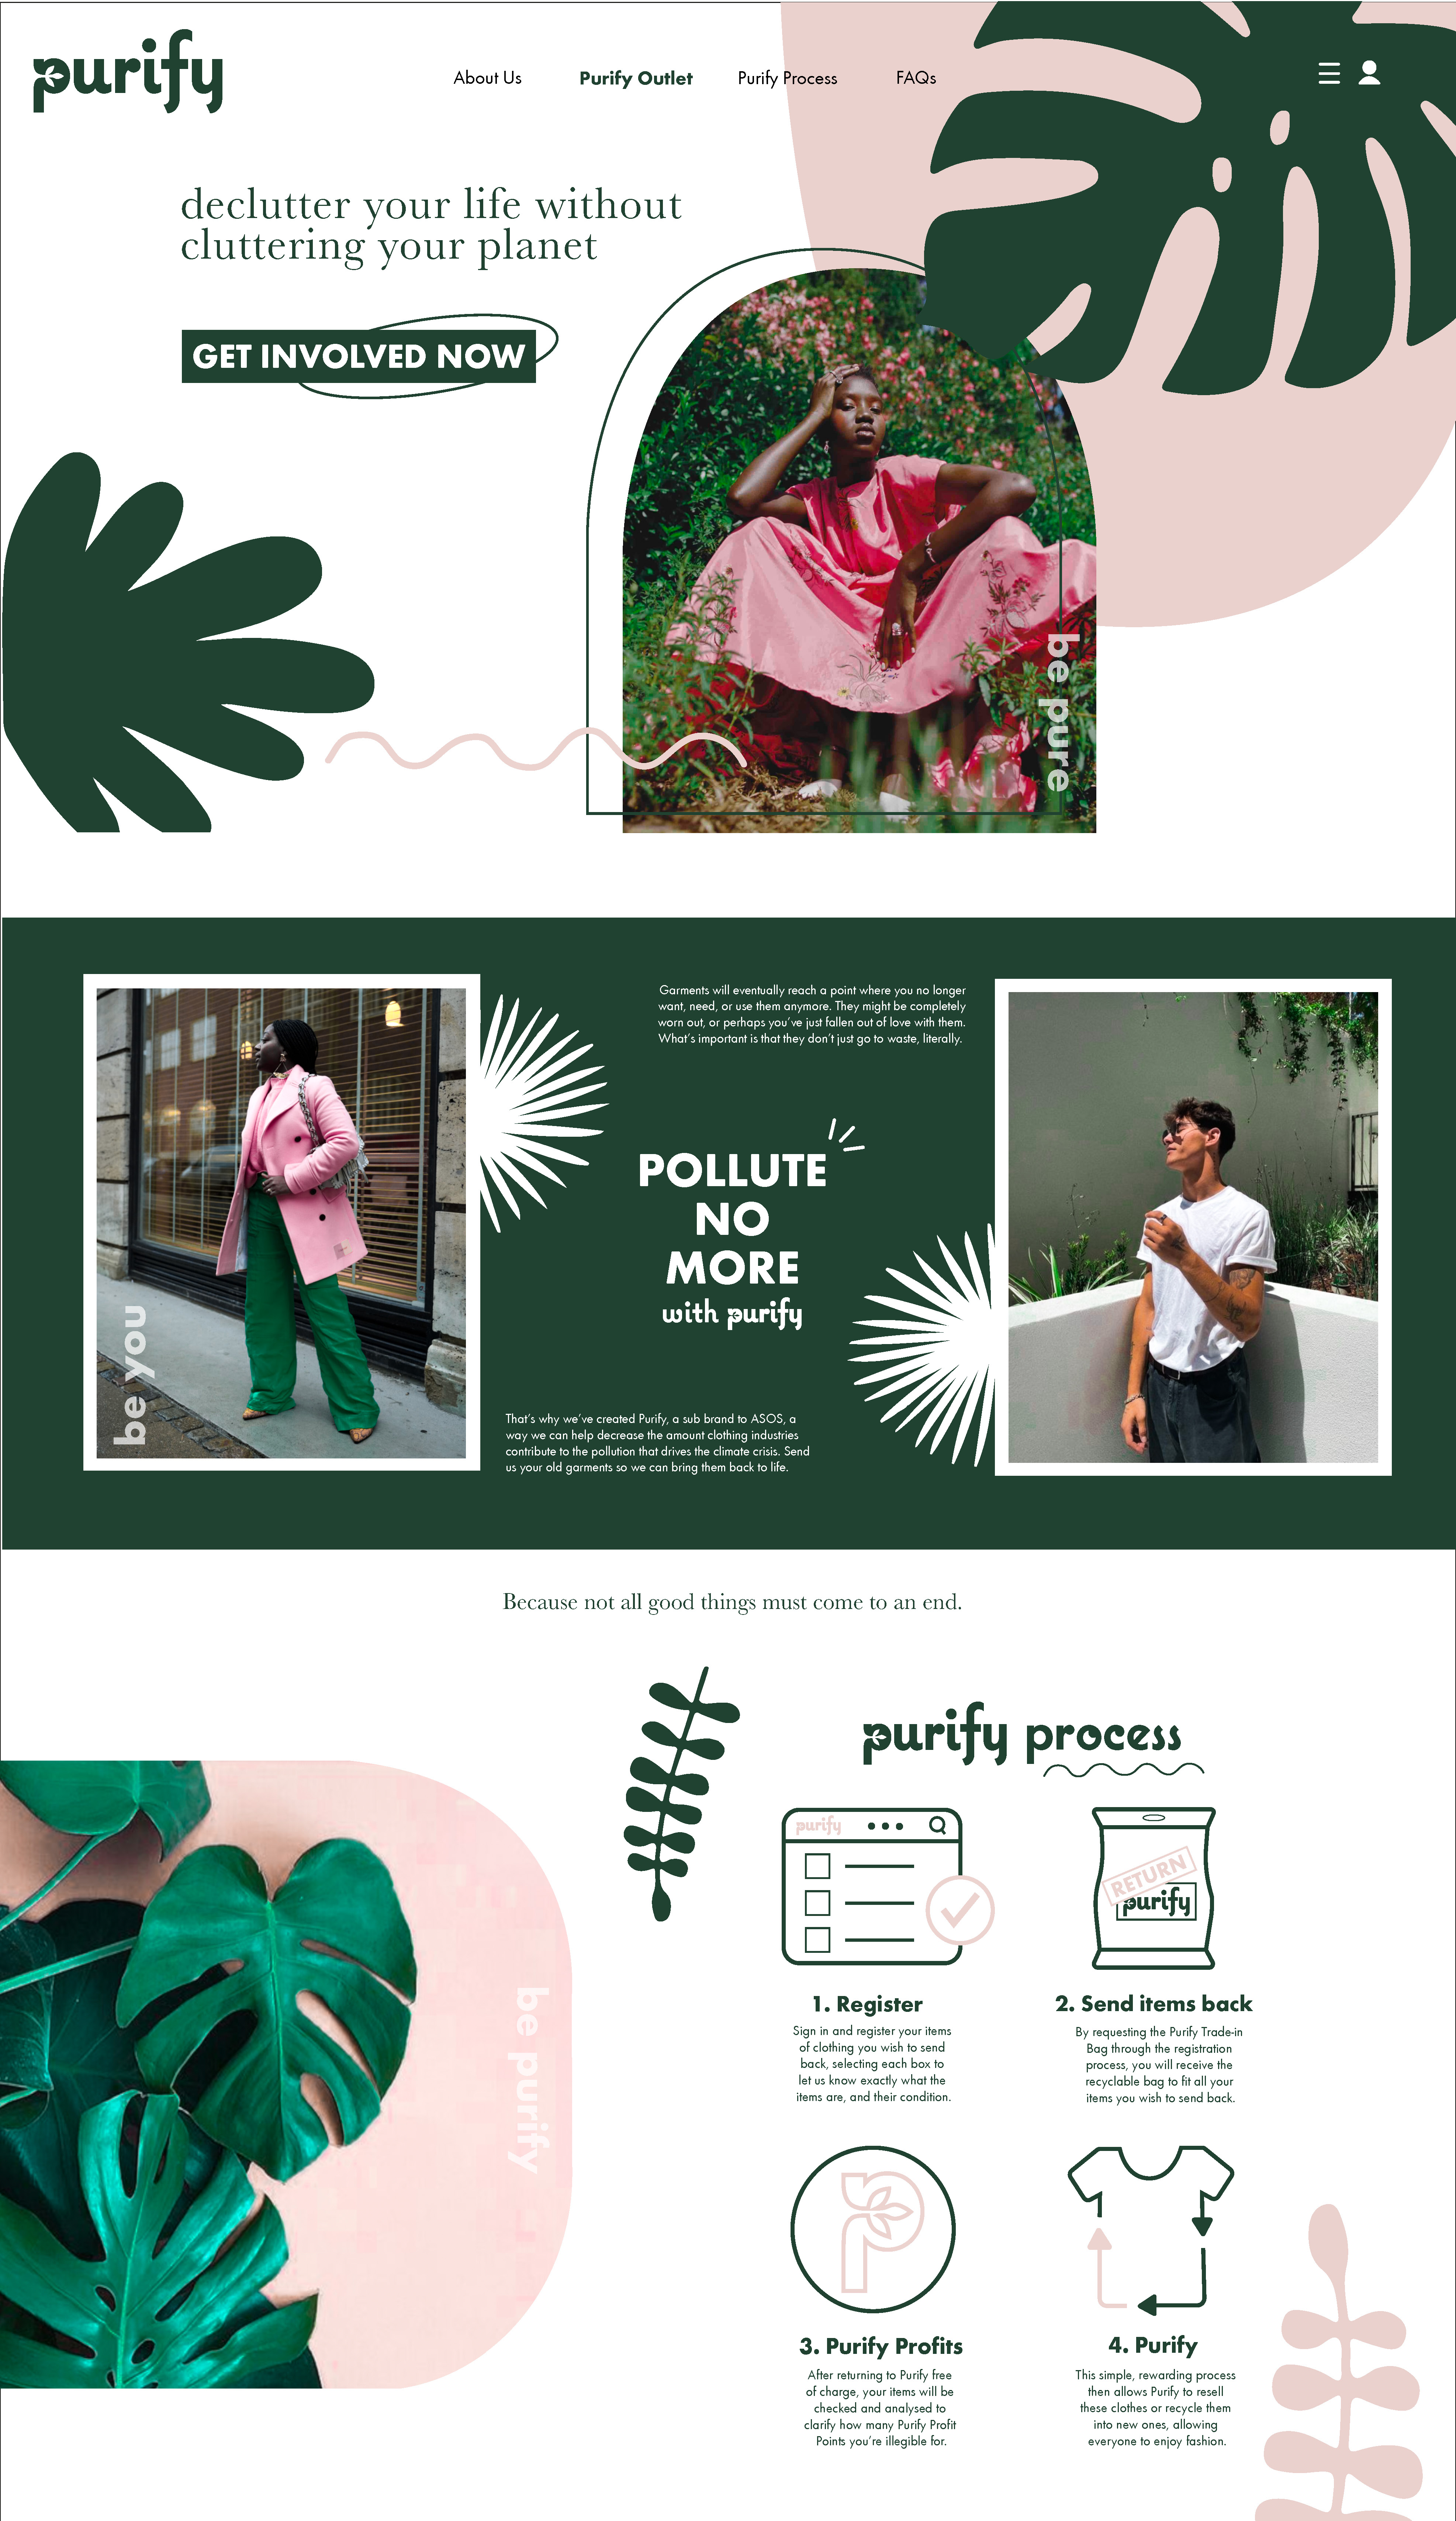 purify
About Us
Purify Outlet
Purify Process
FAQs
declutter your life without
cluttering your planet
GET INVOLVED NOW
be pure
Garments will eventually reach a point where you no longer
want, need, or use them anymore. They might be completely
worn out, or perhaps you've just fallen out of love with them.
What's important is that they don't just go to waste, literally.
POLLUTE
NO
MORE
with purify
be you
That's why we've created Purify, a sub brand to ASOS, a
way we can help decrease the amount clothing industries
contribute to the pollution that drives the climate crisis. Send
us your old garments so we can bring them back to life.
Because not all good things must come to an end.
be purify
purify process
purify
RETURN
purify
1. Register
Sign in and register your items
of clothing you wish to send
back, selecting each box to
let us know exactly what the
items are, and their condition.
2. Send items back
By requesting the Purify Trade-in
Bag through the registration
process, you will receive the
recyclable bag to fit all your
items you wish to send back.
3. Purify Profits
After returning to Purify free
of charge, your items will be
checked and analysed to
clarify how many Purify Profit
Points you're illegible for.
4. Purify
This simple, rewarding process
then allows Purify to resell
these clothes or recycle them
into new ones, allowing
everyone to enjoy fashion.